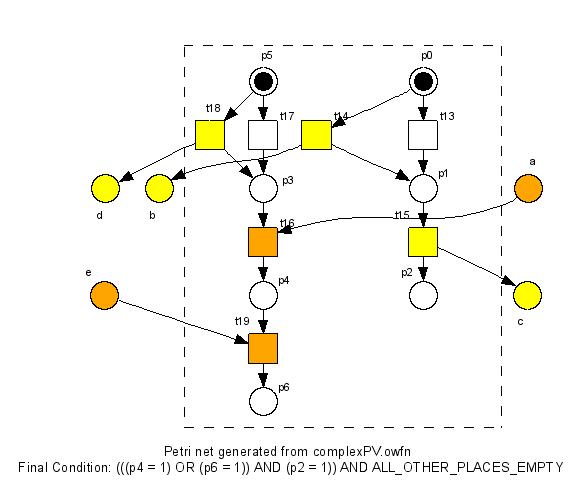 p5
p0
t18
t17
t14
t13
p3
p1
a
d
b
t16
t15
e
p4
p2
c
t19
p6
Petri net generated from complexPV.owfn
Final Condition: (((p4 = 1) OR (p6 = 1)) AND (p2 = 1)) AND ALL_OTHER_PLACES_EMPTY